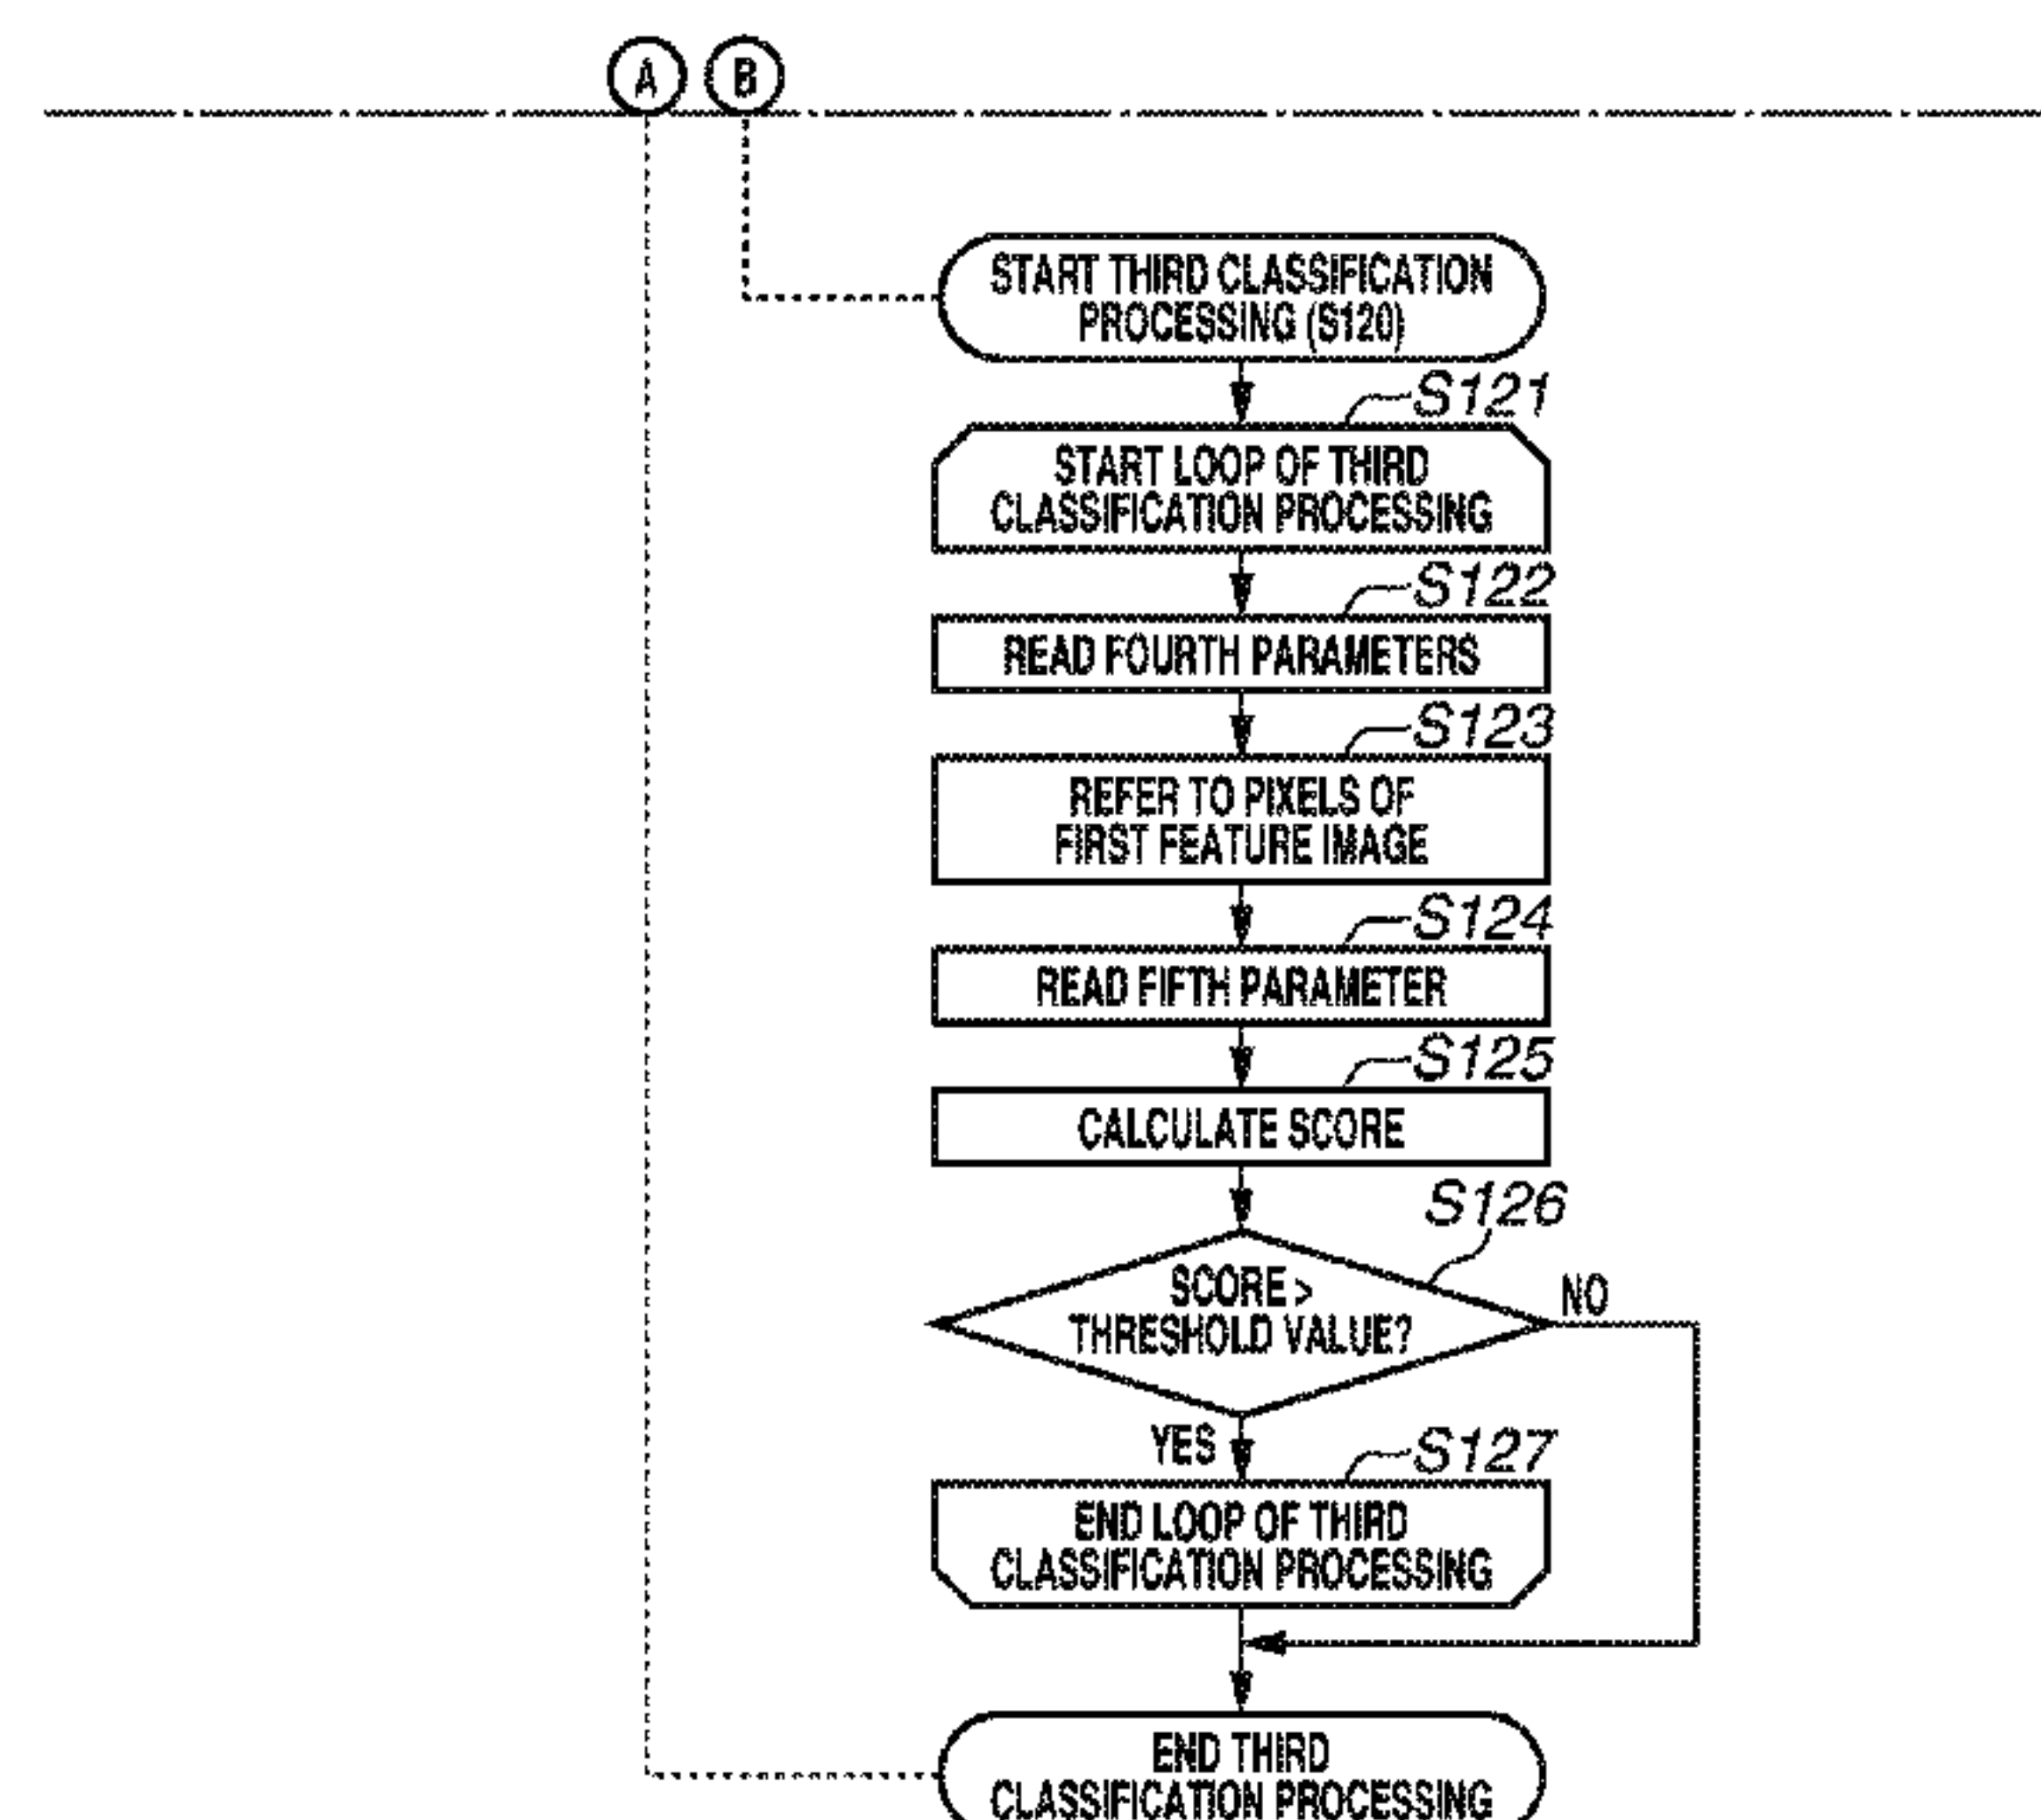 A B
START THIRD CLASSIFICATION
PROCESSING (S120)
S121
START LOOP OF THIRD
CLASSIFICATION PROCESSING
S122
READ FOURTH PARAMETERS
S123
REFER TO PIXELS OF
FIRST FEATURE IMAGE
S124
READ FIFTH PARAMETER
S125
CALCULATE SCORE
S126
SCORE >
THRESHOLD VALUE?
NO
YES
S127
END LOOP OF THIRD
CLASSIFICATION PROCESSING
END THIRD
CLASSIFICATION PROCESSING